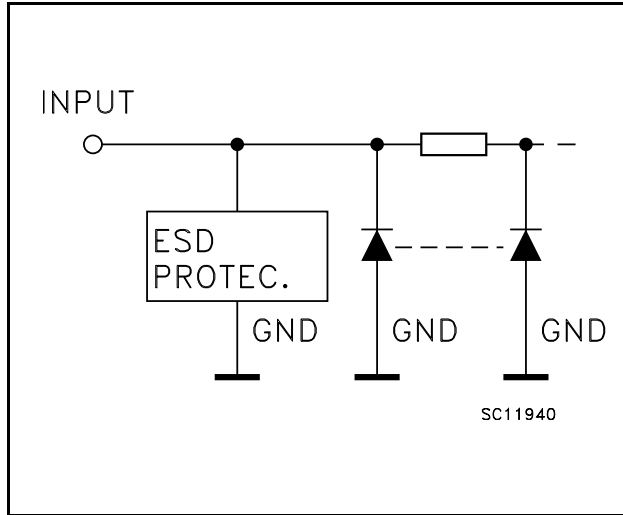 INPUT
ESD
PROTEC.
GND
GND
GND
SC11940